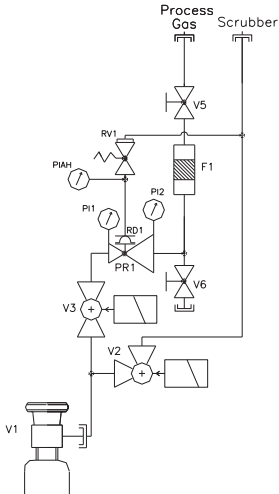 Process
Gas
Scrubber
V5
RV1
PIAH
F1
PI1
PI2
RD1
PR1
V6
V3
V2
V1